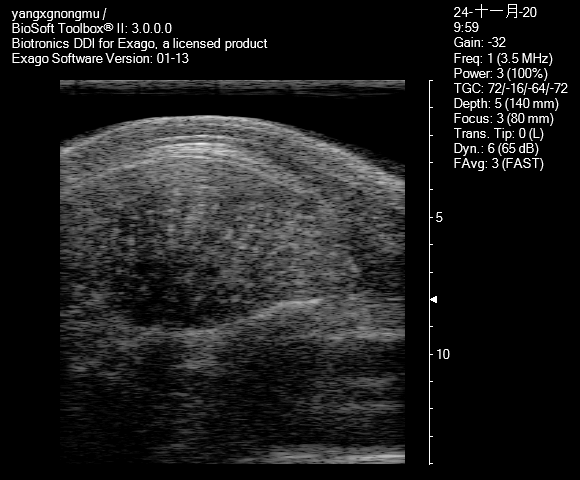 yangxgnongmu /
BioSoft Toolbox® II: 3.0.0.0
Biotronics DDI for Exago, a licensed product
Exago Software Version: 01-13
24-十一月-20
9:59
Gain: -32
Freq: 1 (3.5 MHz)
Power: 3 (100%)
TGC: 72/-16/-64/-72
Depth: 5 (140 mm)
Focus: 3 (80 mm)
Trans. Tip: 0 (L)
Dyn.: 6 (65 dB)
FAvg: 3 (FAST)
5
10